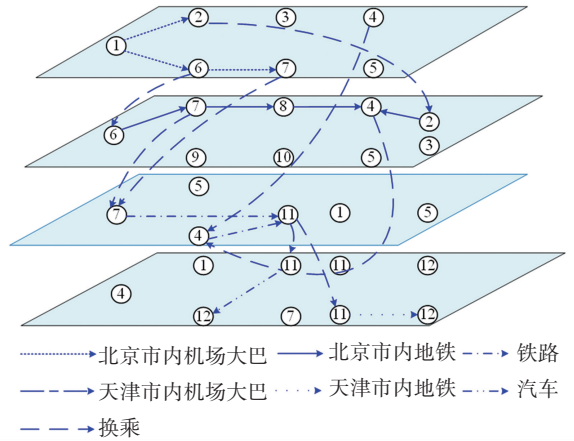 ② ③ ④
①
⑥ ⑦ ⑤
⑦ ⑧ ④
⑥ ②
③
⑨ ⑩ ⑤
⑤
⑦ ⑪ ① ⑤
④
① ⑪ ⑪ ⑫
④
⑫ ⑦ ⑪ ⑫
北京市内机场大巴 北京市内地铁 铁路
天津市内机场大巴 天津市内地铁 汽车
换乘